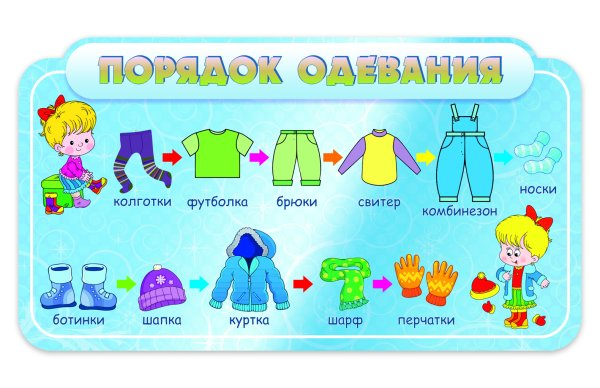 ПОРЯДОК ОДЕВАНИЯ
колготки
футболка
брюки
свитер
комбинезон
носки
ботинки
шапка
куртка
шарф
перчатки